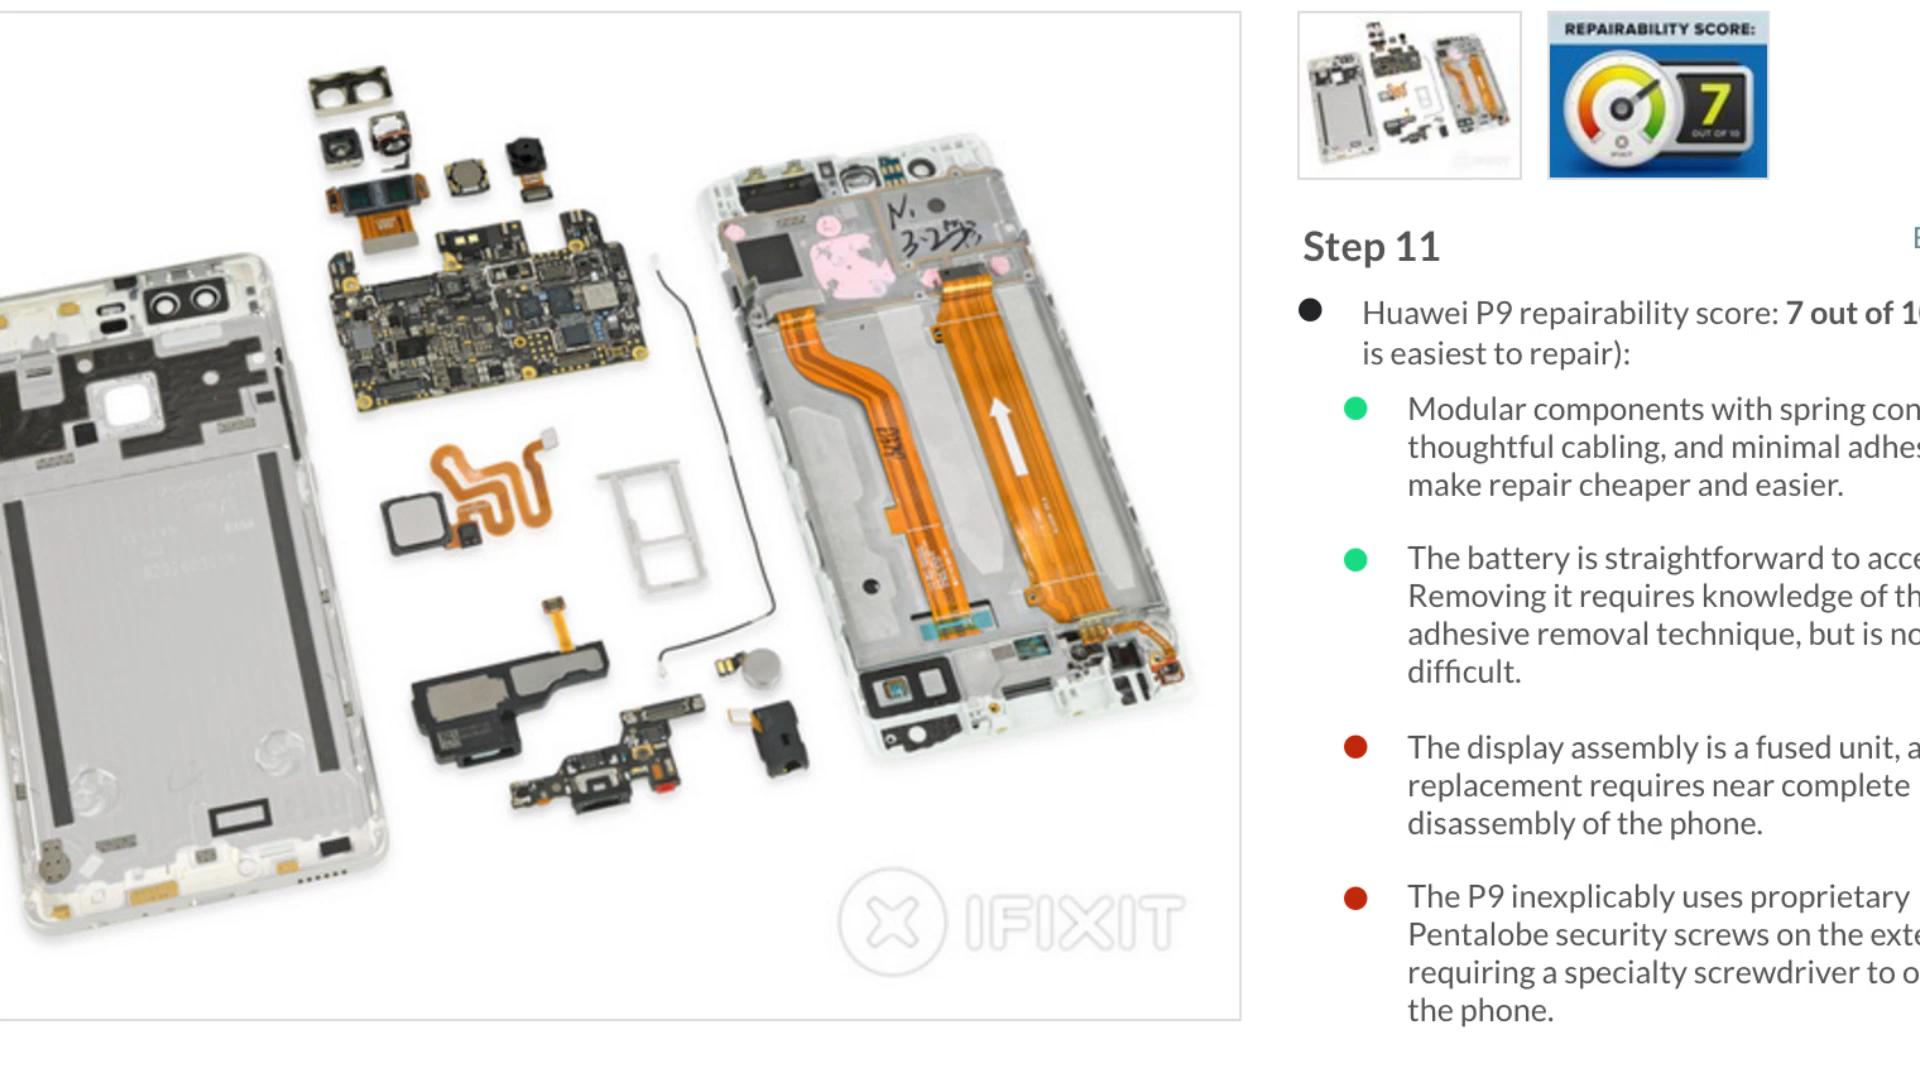 REPAIRABILITY SCORE:
7
OUT OF 10
Step 11
Huawei P9 repairability score: 7 out of 1
is easiest to repair):
Modular components with spring con
thoughtful cabling, and minimal adhes
make repair cheaper and easier.
The battery is straightforward to acce
Removing it requires knowledge of th
adhesive removal technique, but is no
difficult.
The display assembly is a fused unit, a
replacement requires near complete
disassembly of the phone.
The P9 inexplicably uses proprietary
Pentalobe security screws on the exte
requiring a specialty screwdriver to o
the phone.
IFIXIT